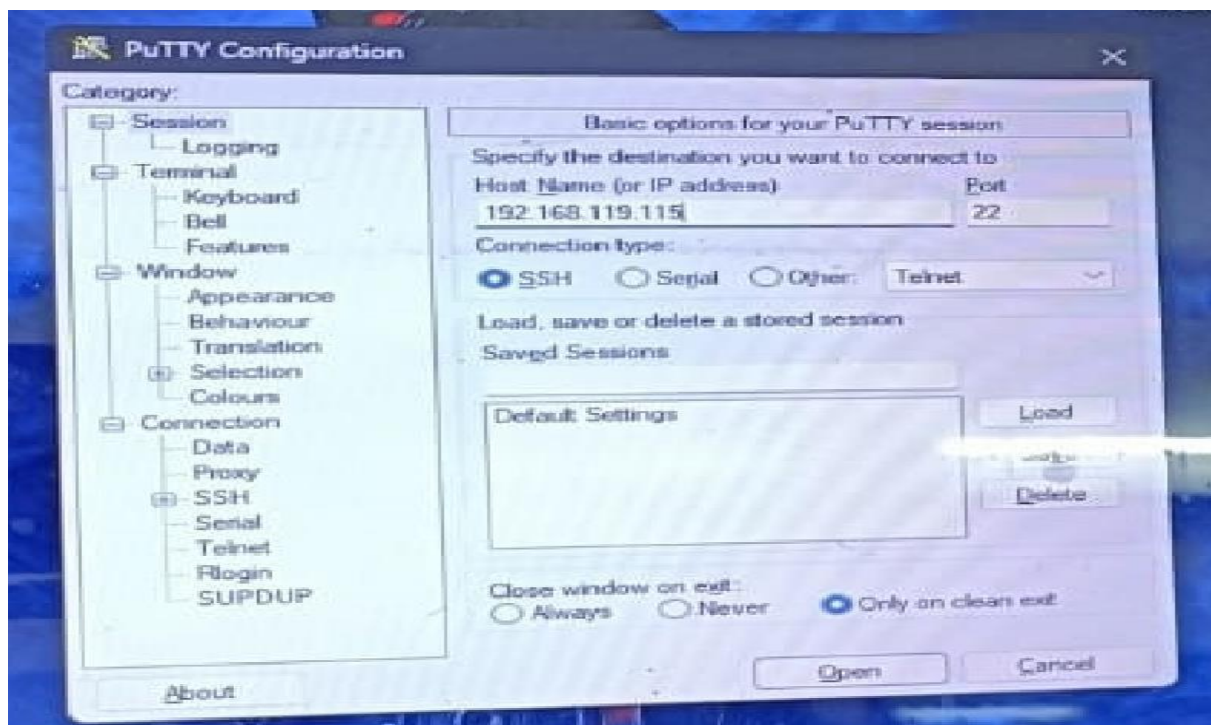 PuTTY Configuration
Category:
Session
Logging
Terminal
Keyboard
Bell
Features
Window
Appearance
Behaviour
Translation
Selection
Colours
Connection
Data
Proxy
SSH
Serial
Telnet
Rlogin
SUPDUP
About
Basic options for your PuTTY session
Specify the destination you want to connect to
Host Name (or IP address) Port
192.168.119.115 22
Connection type:
SSH Serial Other: Telnet
Load, save or delete a stored session
Saved Sessions
Default Settings
Load
Delete
Close window on exit:
Always Never Only on clean exit
Open Cancel